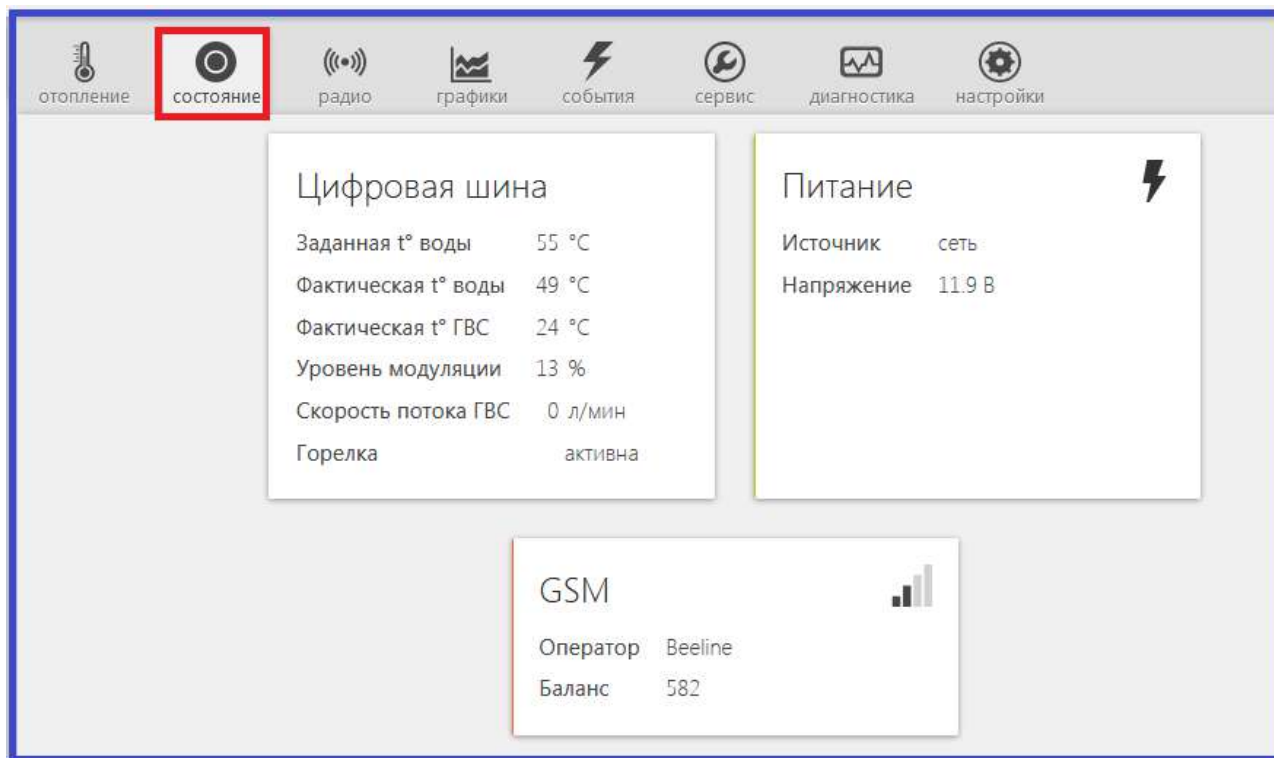 отопление состояние радио графики события сервис диагностика настройки
Цифровая шина
Заданная t° воды 55 °C
Фактическая t° воды 49 °C
Фактическая t° ГВС 24 °C
Уровень модуляции 13 %
Скорость потока ГВС 0 л/мин
Горелка активна
Питание
Источник сеть
Напряжение 11.9 В
GSM
Оператор Beeline
Баланс 582